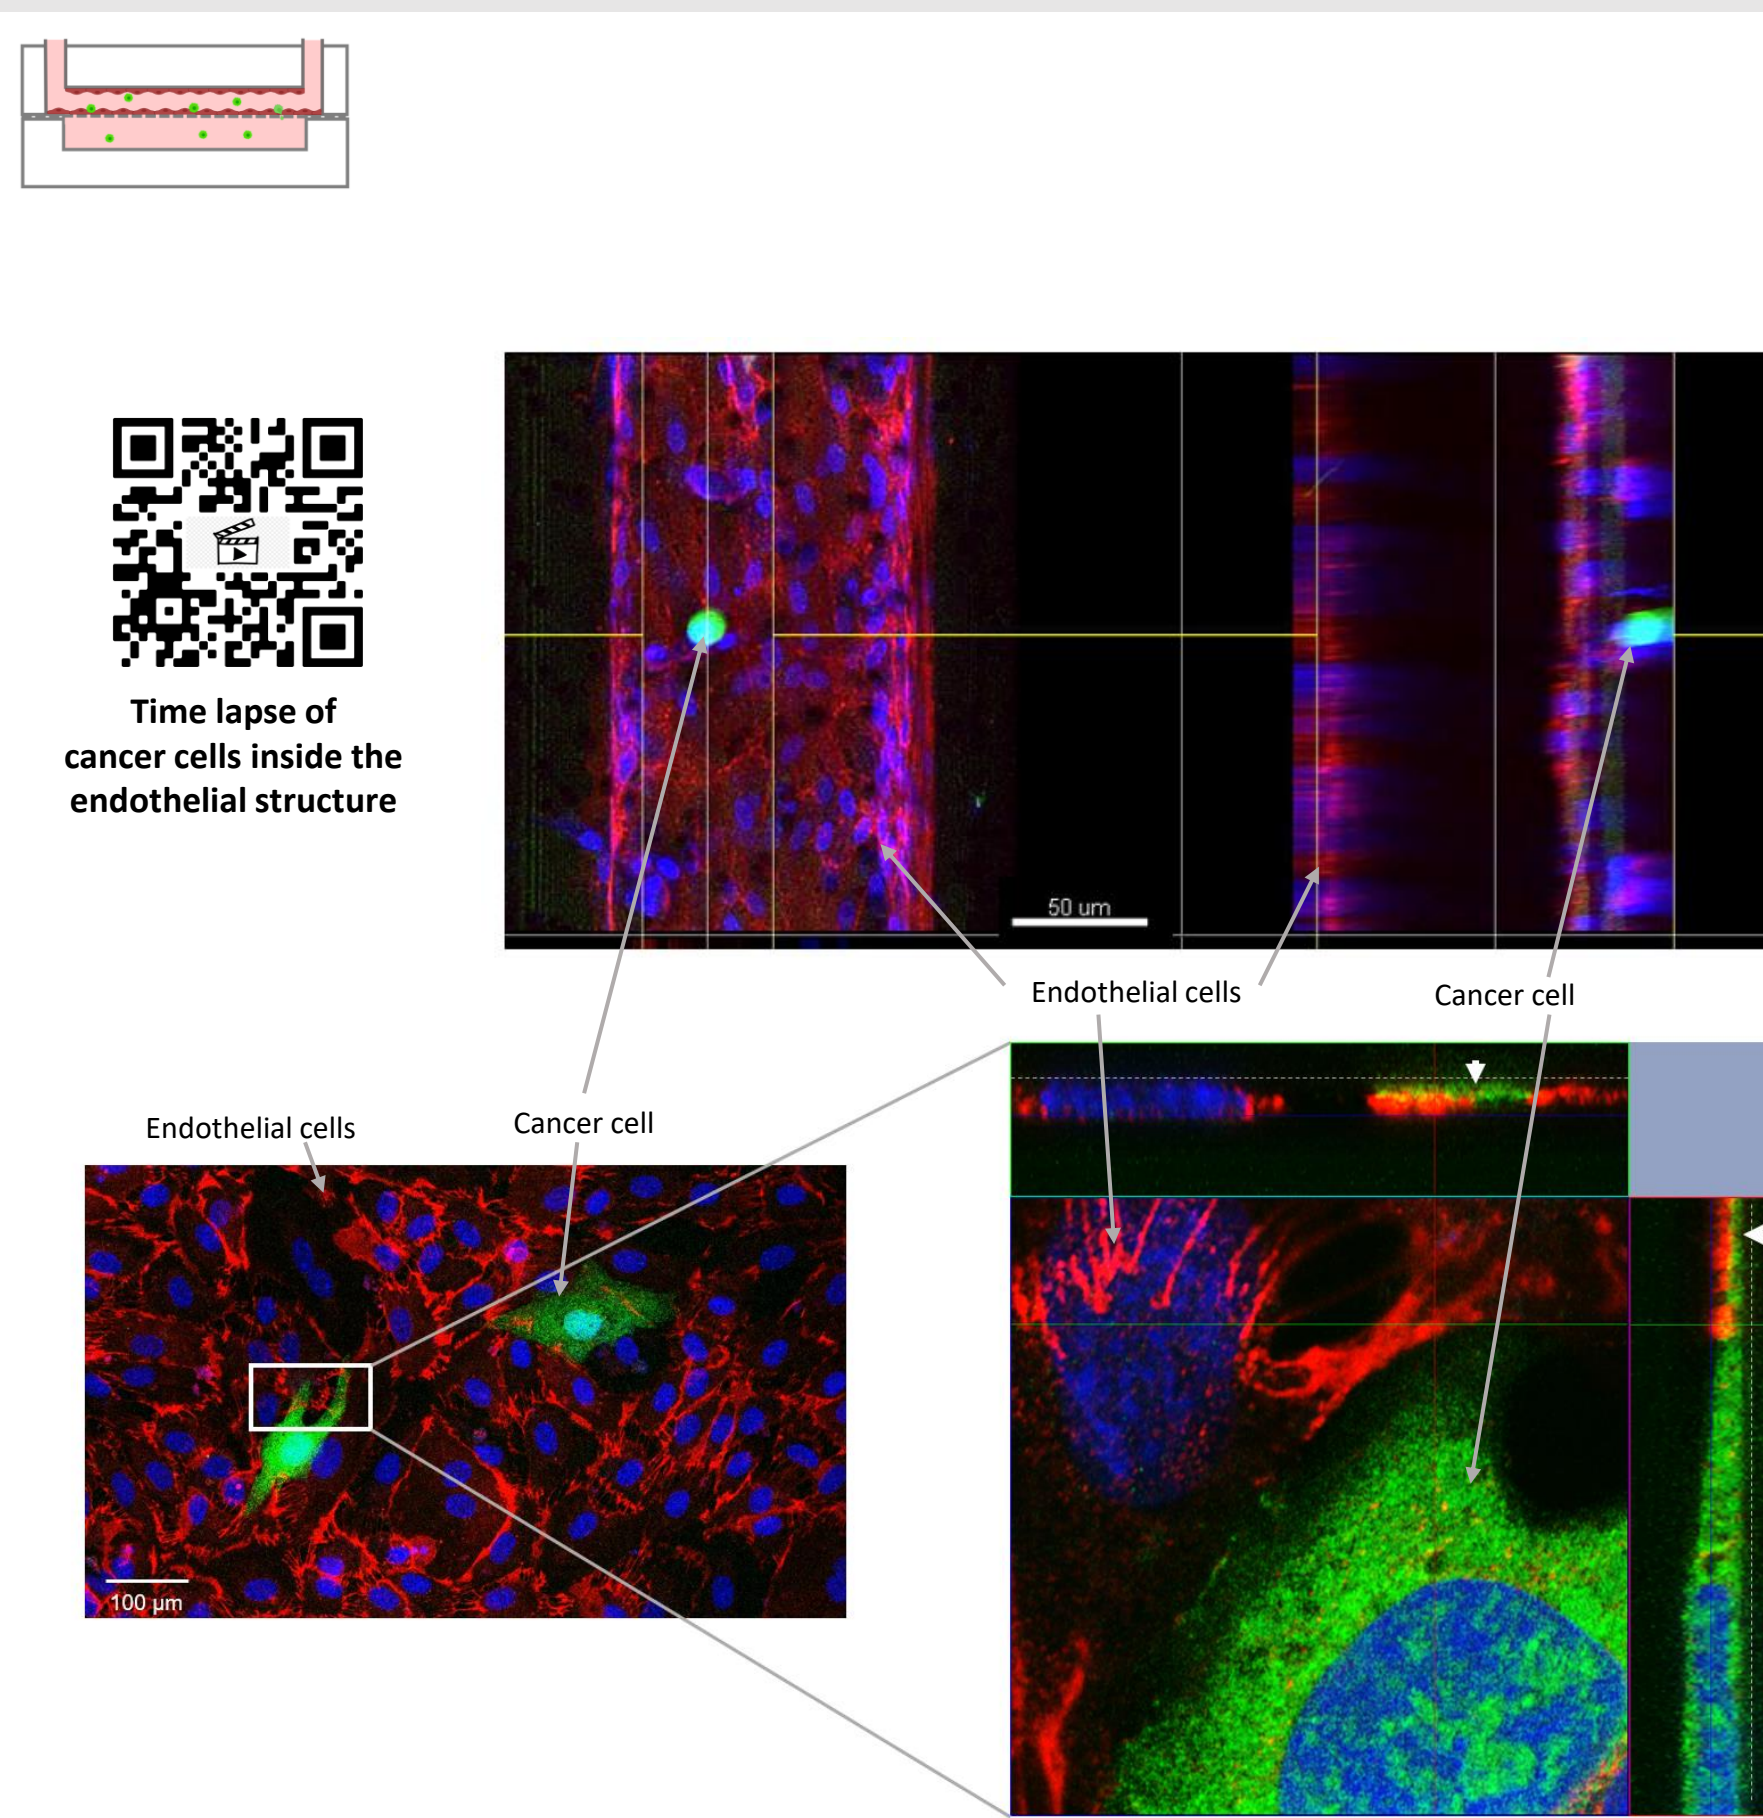 50 um
Time lapse of
cancer cells inside the
endothelial structure
Endothelial cells
Cancer cell
Endothelial cells
Cancer cell
100 μm